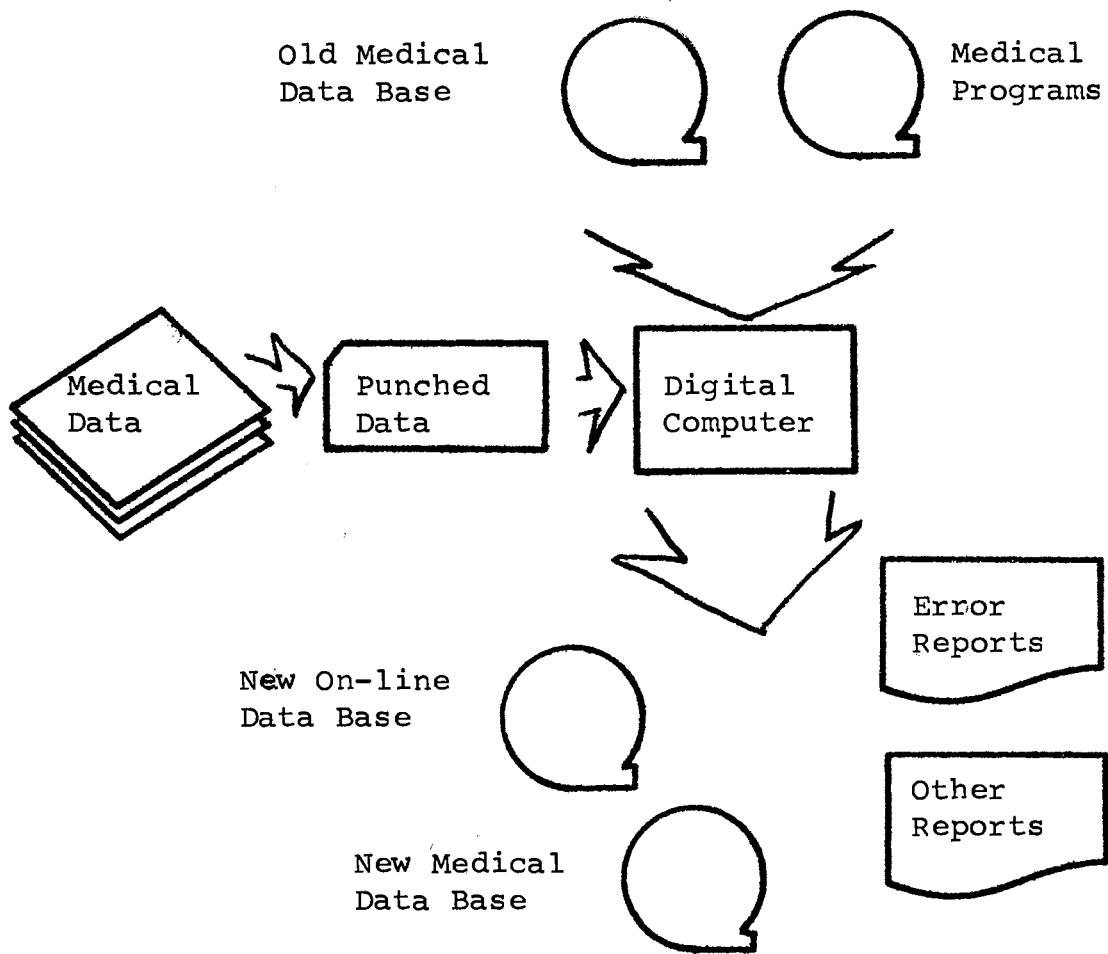 Old Medical
Data Base
Medical
Programs
Medical
Data
Punched
Data
Digital
Computer
Error
Reports
New On-line
Data Base
Other
Reports
New Medical
Data Base